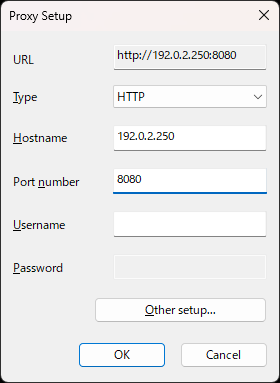 Proxy Setup
URL http://192.0.2.250:8080
Type HTTP
Hostname 192.0.2.250
Port number 8080
Username
Password
Other setup...
OK Cancel